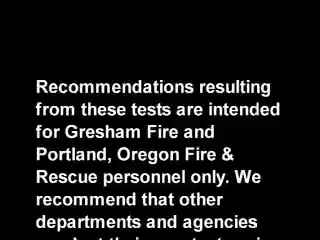 Recommendations resulting
from these tests are intended
for Gresham Fire and
Portland, Oregon Fire &
Rescue personnel only. We
recommend that other
departments and agencies